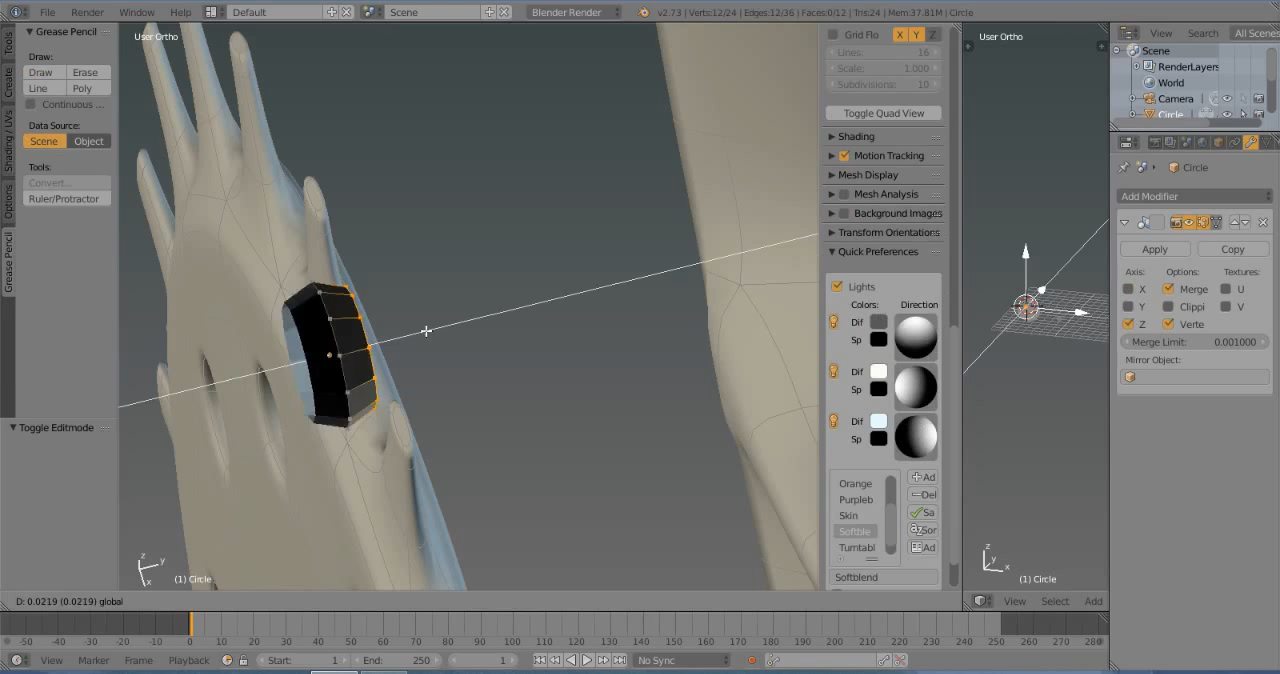 File Render Window Help Default Scene Blender Render v2.73 | Verts:12/24 | Edges:12/36 | Faces:0/12 | Tris:24 | Mem:37.81M | Circle
Tools
Create
Shading / UVs
Options
Grease Pencil
Grease Pencil
Draw:
Draw Erase
Line Poly
Continuous ...
Data Source:
Scene Object
Tools:
Convert...
Ruler/Protractor
Toggle Editmode
User Ortho
z
y
x
(1) Circle
D: 0.0219 (0.0219) global
Grid Flo X Y Z
Lines: 16
Scale: 1.000
Subdivisions: 10
Toggle Quad View
Shading
Motion Tracking
Mesh Display
Mesh Analysis
Background Images
Transform Orientations
Quick Preferences
Lights
Colors: Direction
Dif
Sp
Dif
Sp
Dif
Sp
Orange
Purpleb
Skin
Softble
Turntabl
Ad
Del
Sa
Sor
Ad
Softblend
User Ortho
z
y
x
(1) Circle
View Select Add
View Search All Scenes
Scene
RenderLayers
World
Camera
Circle
Circle
Add Modifier
Apply Copy
Axis: Options: Textures:
X Merge U
Y Clippi V
Z Verte
Merge Limit: 0.001000
Mirror Object:
-50 -40 -30 -20 -10 0 10 20 30 40 50 60 70 80 90 100 110 120 130 140 150 160 170 180 190 200 210 220 230 240 250 260 270 280
View Marker Frame Playback Start: 1 End: 250 1 No Sync